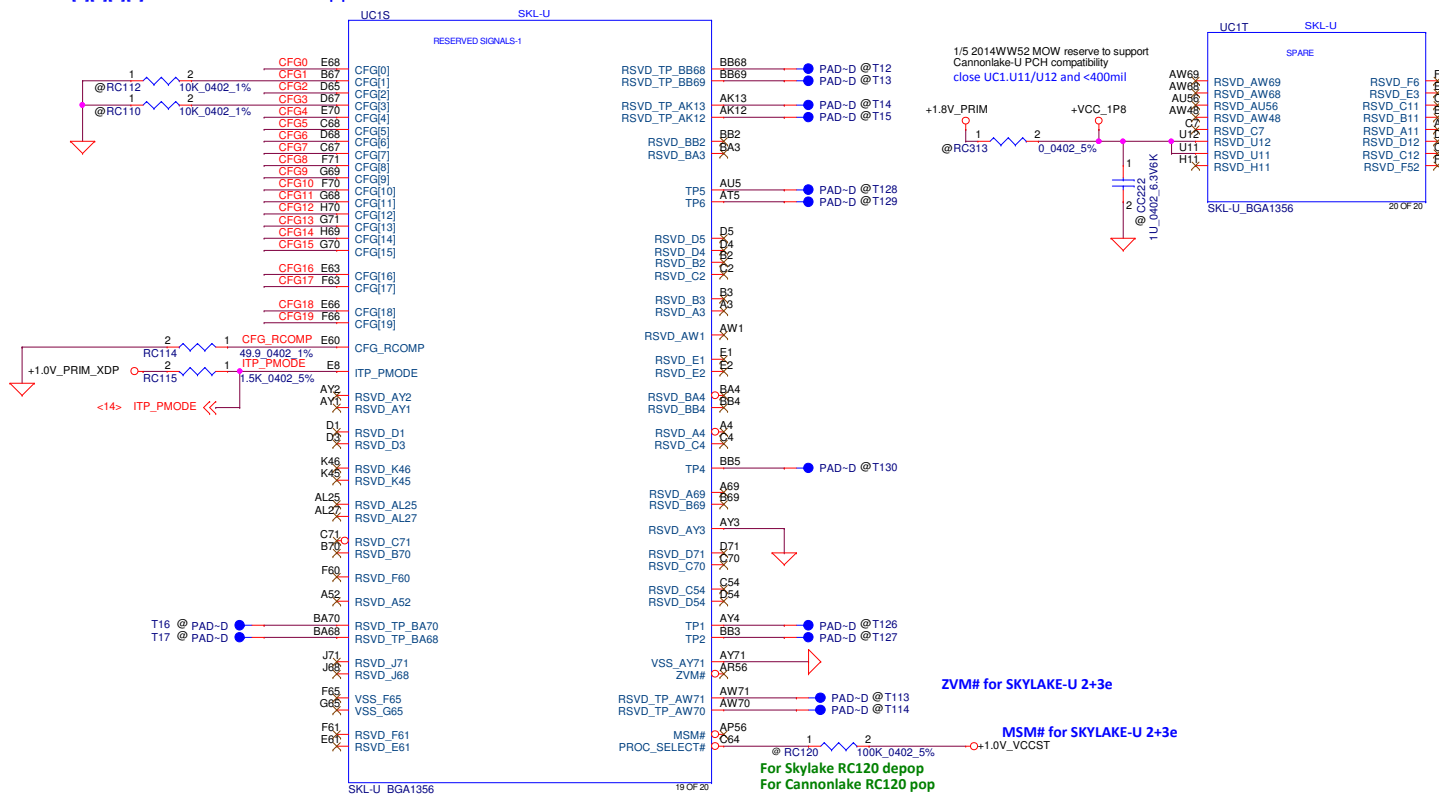 UC1S
SKL-U
RESERVED SIGNALS-1
CFG0 E68 CFG[0]
CFG1 B67 CFG[1]
CFG2 D65 CFG[2]
CFG3 D67 CFG[3]
CFG4 E70 CFG[4]
CFG5 C68 CFG[5]
CFG6 D68 CFG[6]
CFG7 C67 CFG[7]
CFG8 F71 CFG[8]
CFG9 G69 CFG[9]
CFG10 F70 CFG[10]
CFG11 G68 CFG[11]
CFG12 H70 CFG[12]
CFG13 G71 CFG[13]
CFG14 H69 CFG[14]
CFG15 G70 CFG[15]
CFG16 E63 CFG[16]
CFG17 F63 CFG[17]
CFG18 E66 CFG[18]
CFG19 F66 CFG[19]
1 2
@RC112 10K_0402_1%
1 2
@RC110 10K_0402_1%
2 1 CFG_RCOMP E60 CFG_RCOMP
RC114 49.9_0402_1%
+1.0V_PRIM_XDP 2 1 ITP_PMODE E8 ITP_PMODE
RC115 1.5K_0402_5%
<14> ITP_PMODE
AY2 RSVD_AY2
AY1 RSVD_AY1
D1 RSVD_D1
D3 RSVD_D3
K46 RSVD_K46
K45 RSVD_K45
AL25 RSVD_AL25
AL27 RSVD_AL27
C71 RSVD_C71
B70 RSVD_B70
F60 RSVD_F60
A52 RSVD_A52
T16 @ PAD~D BA70 RSVD_TP_BA70
T17 @ PAD~D BA68 RSVD_TP_BA68
J71 RSVD_J71
J68 RSVD_J68
F65 VSS_F65
G65 VSS_G65
F61 RSVD_F61
E61 RSVD_E61
RSVD_TP_BB68 BB68 PAD~D @T12
RSVD_TP_BB69 BB69 PAD~D @T13
RSVD_TP_AK13 AK13 PAD~D @T14
RSVD_TP_AK12 AK12 PAD~D @T15
RSVD_BB2 BB2
RSVD_BA3 BA3
TP5 AU5 PAD~D @T128
TP6 AT5 PAD~D @T129
RSVD_D5 D5
RSVD_D4 D4
RSVD_B2 B2
RSVD_C2 C2
RSVD_B3 B3
RSVD_A3 A3
RSVD_AW1 AW1
RSVD_E1 E1
RSVD_E2 E2
RSVD_BA4 BA4
RSVD_BB4 BB4
RSVD_A4 A4
RSVD_C4 C4
TP4 BB5 PAD~D @T130
RSVD_A69 A69
RSVD_B69 B69
RSVD_AY3 AY3
RSVD_D71 D71
RSVD_C70 C70
RSVD_C54 C54
RSVD_D54 D54
TP1 AY4 PAD~D @T126
TP2 BB3 PAD~D @T127
VSS_AY71 AY71
ZVM# AR56
RSVD_TP_AW71 AW71 PAD~D @T113
RSVD_TP_AW70 AW70 PAD~D @T114
MSM# AP56
PROC_SELECT# C64 1 2 +1.0V_VCCST
@ RC120 100K_0402_5%
SKL-U_BGA1356
19 OF 20
ZVM# for SKYLAKE-U 2+3e
MSM# for SKYLAKE-U 2+3e
For Skylake RC120 depop
For Cannonlake RC120 pop
1/5 2014WW52 MOW reserve to support
Cannonlake-U PCH compatibility
close UC1.U11/U12 and <400mil
+1.8V_PRIM +VCC_1P8
1 2
@RC313 0_0402_5%
1
2
@ CC222
1U_0402_6.3V6K
UC1T
SKL-U
SPARE
AW69 RSVD_AW69
AW68 RSVD_AW68
AU56 RSVD_AU56
AW48 RSVD_AW48
C7 RSVD_C7
U12 RSVD_U12
U11 RSVD_U11
H11 RSVD_H11
RSVD_F6
RSVD_E3
RSVD_C11
RSVD_B11
RSVD_A11
RSVD_D12
RSVD_C12
RSVD_F52
SKL-U_BGA1356
20 OF 20